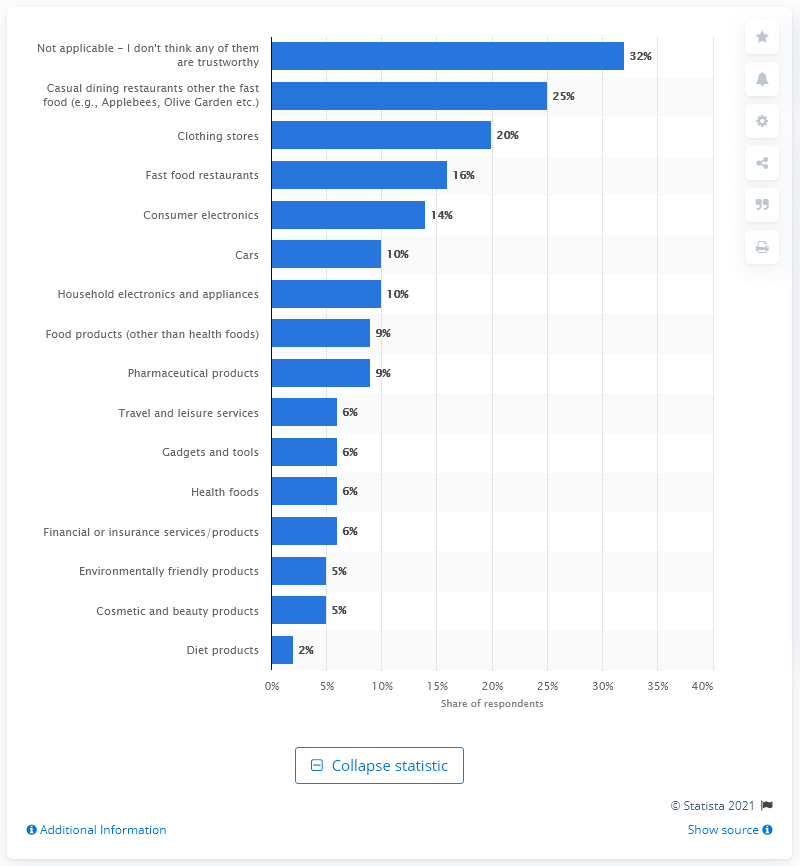 Not applicable - I don't think any of them
are trustworthy
32%
Casual dining restaurants other the fast
food (e.g., Applebees, Olive Garden etc.)
25%
Clothing stores
20%
Fast food restaurants
16%
Consumer electronics
14%
Cars
10%
Household electronics and appliances
10%
Food products (other than health foods)
9%
Pharmaceutical products
9%
Travel and leisure services
6%
Gadgets and tools
6%
Health foods
6%
Financial or insurance services/products
6%
Environmentally friendly products
5%
Cosmetic and beauty products
5%
Diet products
2%
0% 5% 10% 15% 20% 25% 30% 35% 40%
Share of respondents
Collapse statistic
© Statista 2021
Additional Information
Show source